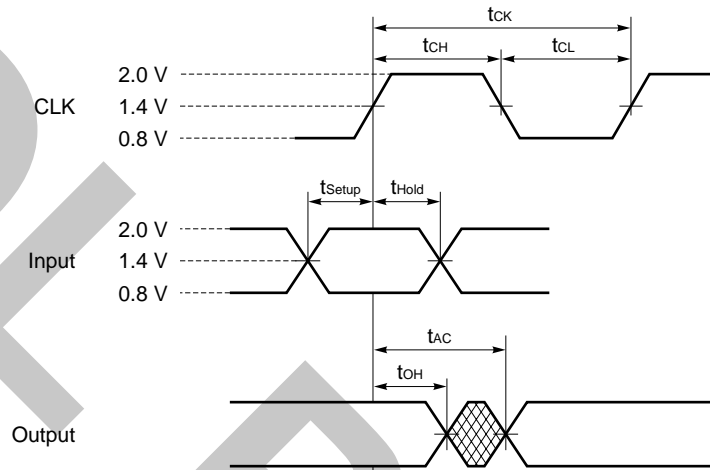 tCK
tCH tCL
2.0 V
CLK 1.4 V
0.8 V
tSetup tHold
2.0 V
Input 1.4 V
0.8 V
tAC
tOH
Output